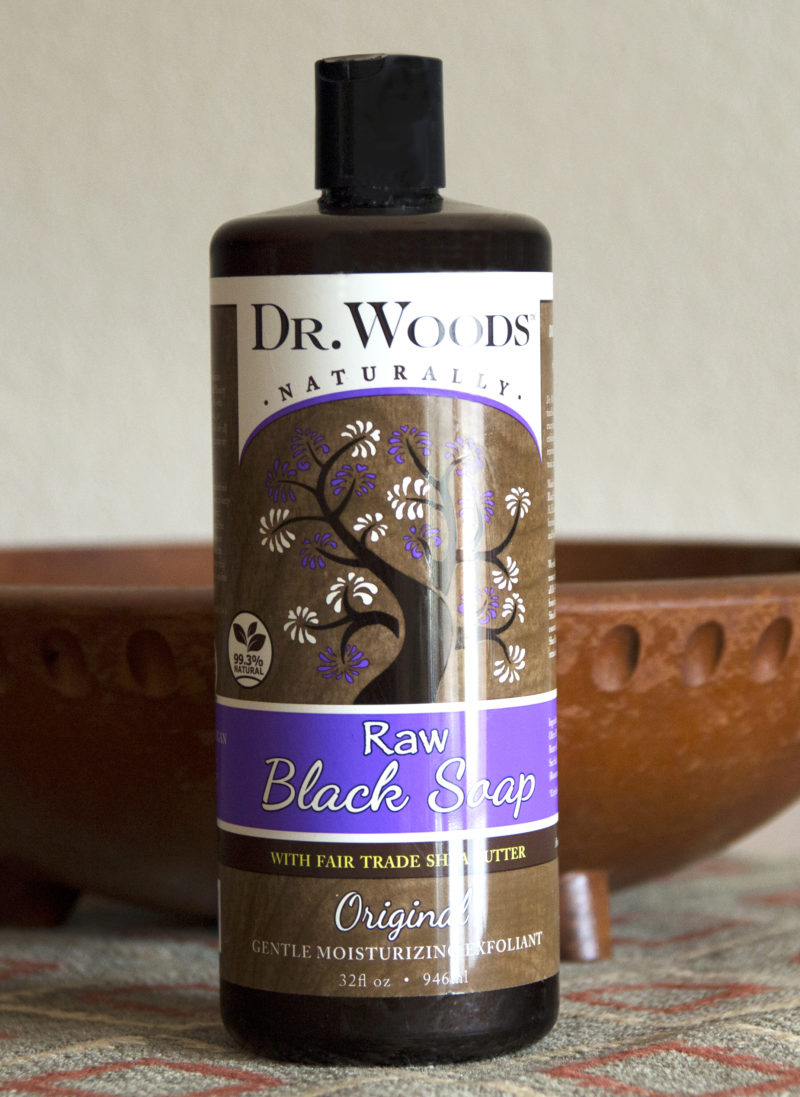 DR. WOODS™
· NATURALLY ·
99.3%
NATURAL
Raw
Black Soap
WITH FAIR TRADE SHEA BUTTER
Original
GENTLE MOISTURIZING EXFOLIANT
32fl oz • 946ml